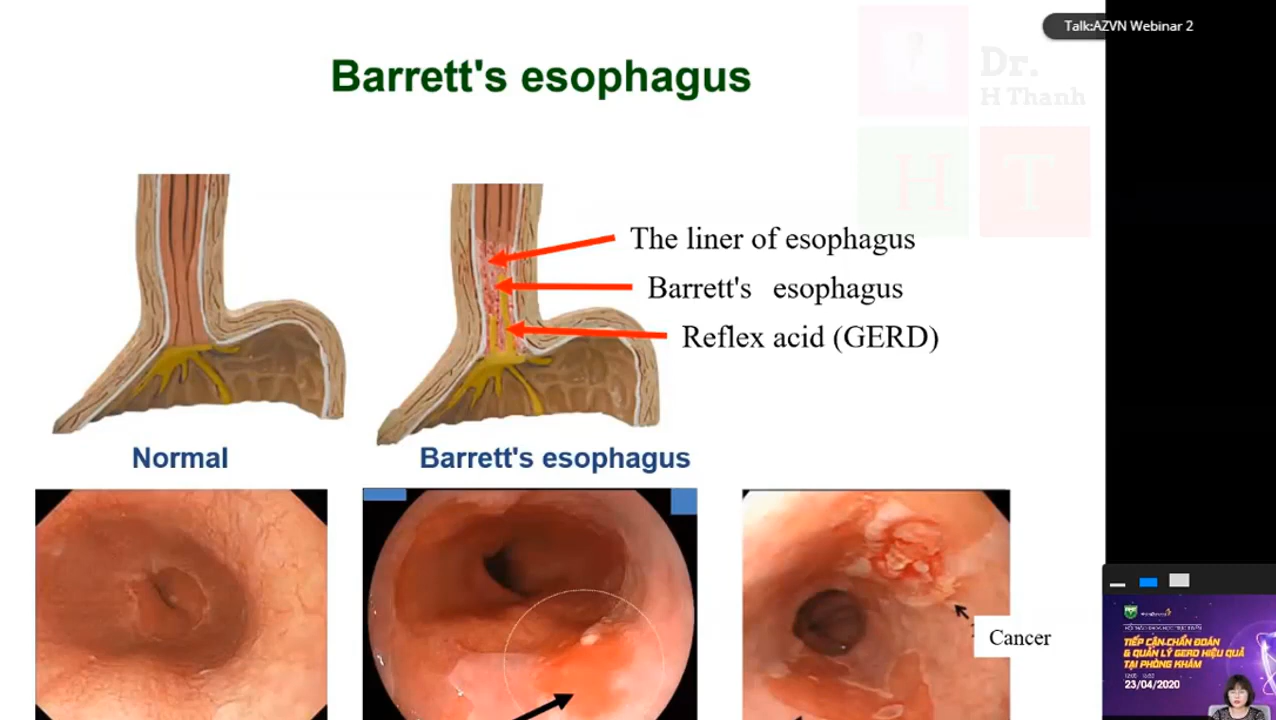 Talk:AZVN Webinar 2
Barrett's esophagus
Dr.
H Thanh
H T
The liner of esophagus
Barrett's esophagus
Reflex acid (GERD)
Normal
Barrett's esophagus
Cancer
TIẾP CẬN-CHẨN ĐOÁN
& QUẢN LÝ GERD HIỆU QUẢ
TẠI PHÒNG KHÁM
23/04/2020